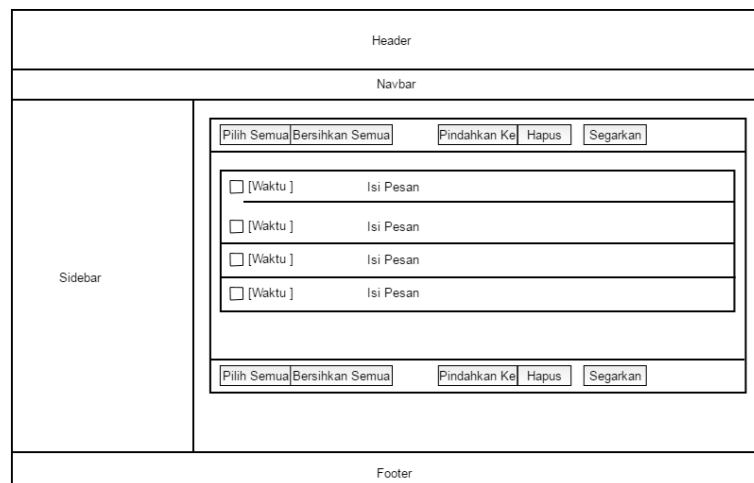 Header
Navbar
Pilih Semua Bersihkan Semua Pindahkan Ke Hapus Segarkan
[Waktu ] Isi Pesan
[Waktu ] Isi Pesan
[Waktu ] Isi Pesan
Sidebar
[Waktu ] Isi Pesan
Pilih Semua Bersihkan Semua Pindahkan Ke Hapus Segarkan
Footer